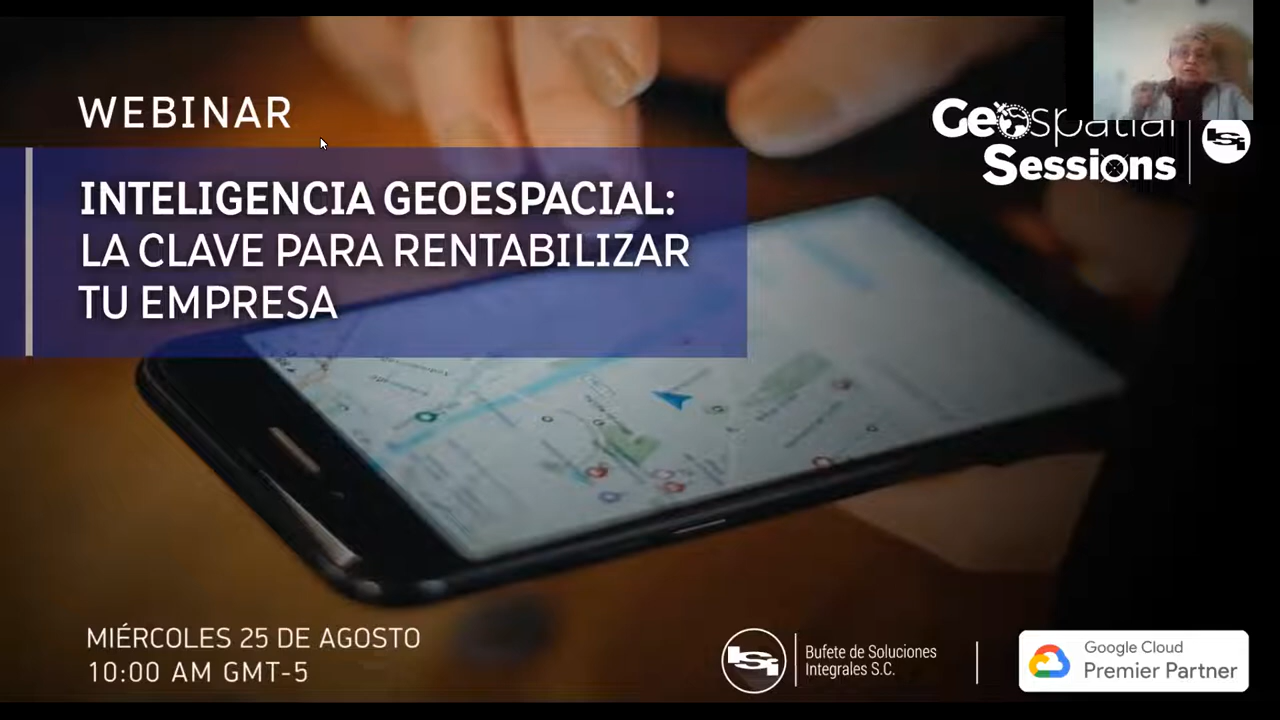 WEBINAR
INTELIGENCIA GEOESPACIAL:
LA CLAVE PARA RENTABILIZAR
TU EMPRESA
Geospatial
Sessions
MIÉRCOLES 25 DE AGOSTO
10:00 AM GMT-5
Bufete de Soluciones
Integrales S.C.
Google Cloud
Premier Partner